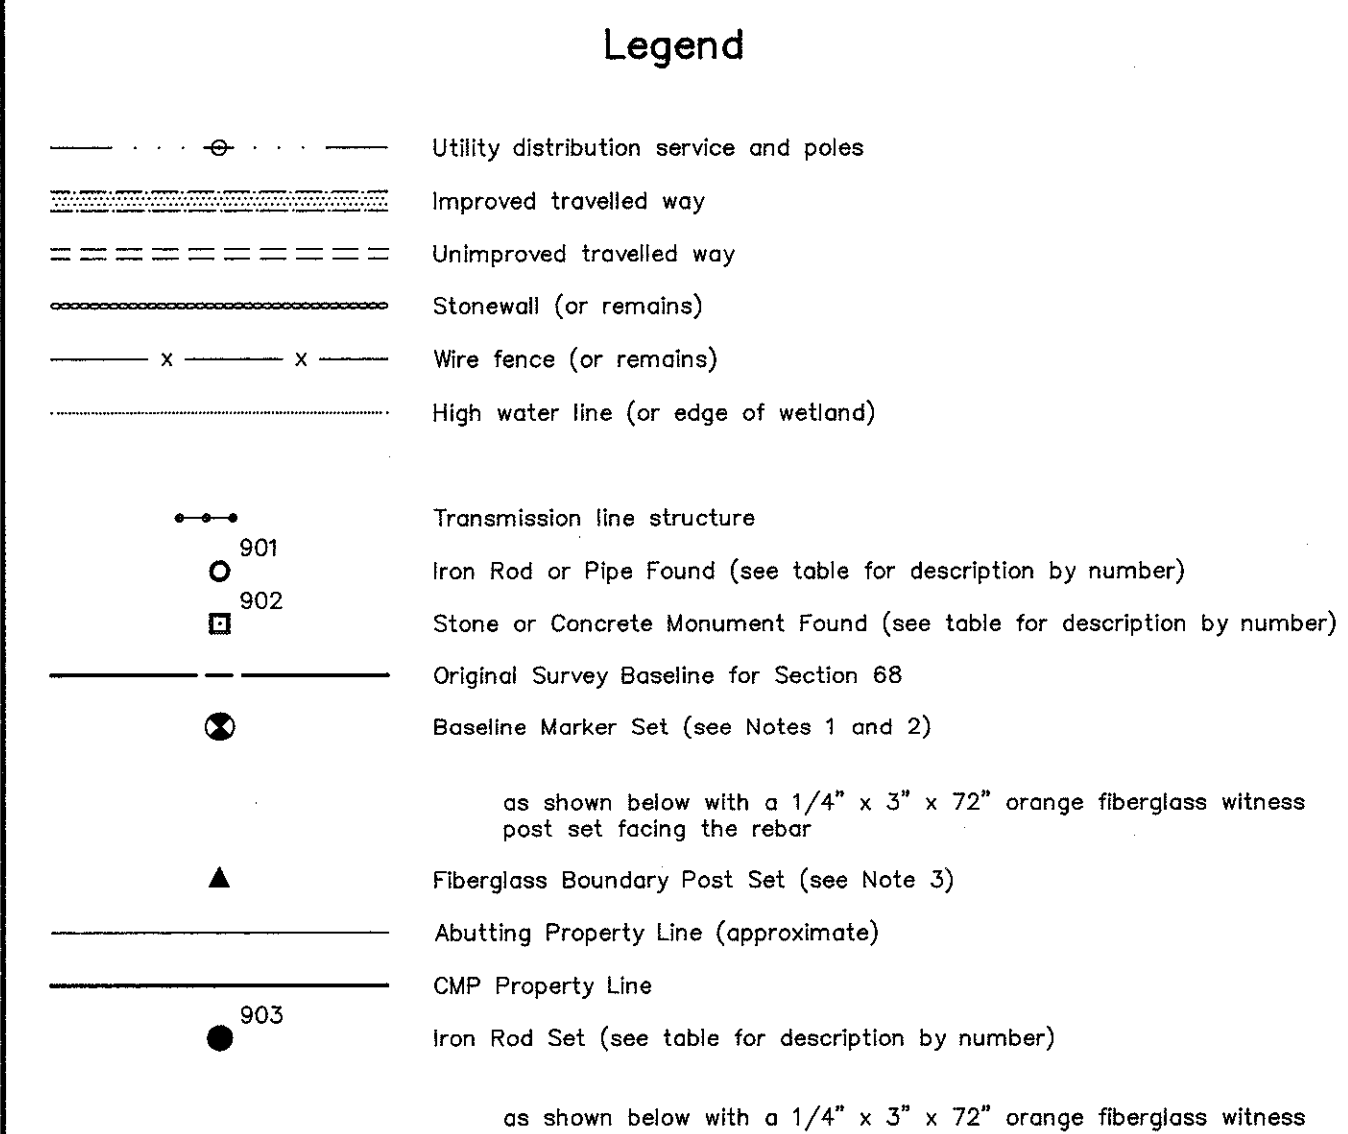 Legend
Utility distribution service and poles
Improved travelled way
Unimproved travelled way
Stonewall (or remains)
x x Wire fence (or remains)
High water line (or edge of wetland)
Transmission line structure
901
Iron Rod or Pipe Found (see table for description by number)
902
Stone or Concrete Monument Found (see table for description by number)
Original Survey Baseline for Section 68
Baseline Marker Set (see Notes 1 and 2)
as shown below with a 1/4" x 3" x 72" orange fiberglass witness
post set facing the rebar
Fiberglass Boundary Post Set (see Note 3)
Abutting Property Line (approximate)
CMP Property Line
903
Iron Rod Set (see table for description by number)
as shown below with a 1/4" x 3" x 72" orange fiberglass witness